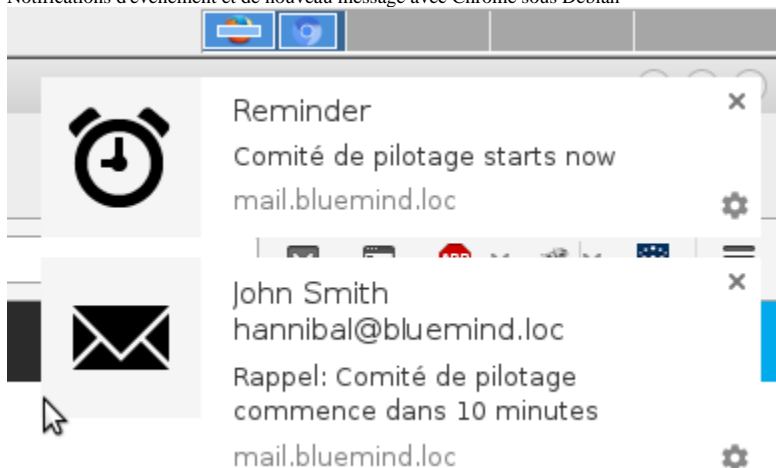 Notifications d'événement et de nouveau message avec Chrome sous Debian
Reminder
Comité de pilotage starts now
mail.bluemind.loc
John Smith
hannibal@bluemind.loc
Rappel: Comité de pilotage
commence dans 10 minutes
mail.bluemind.loc